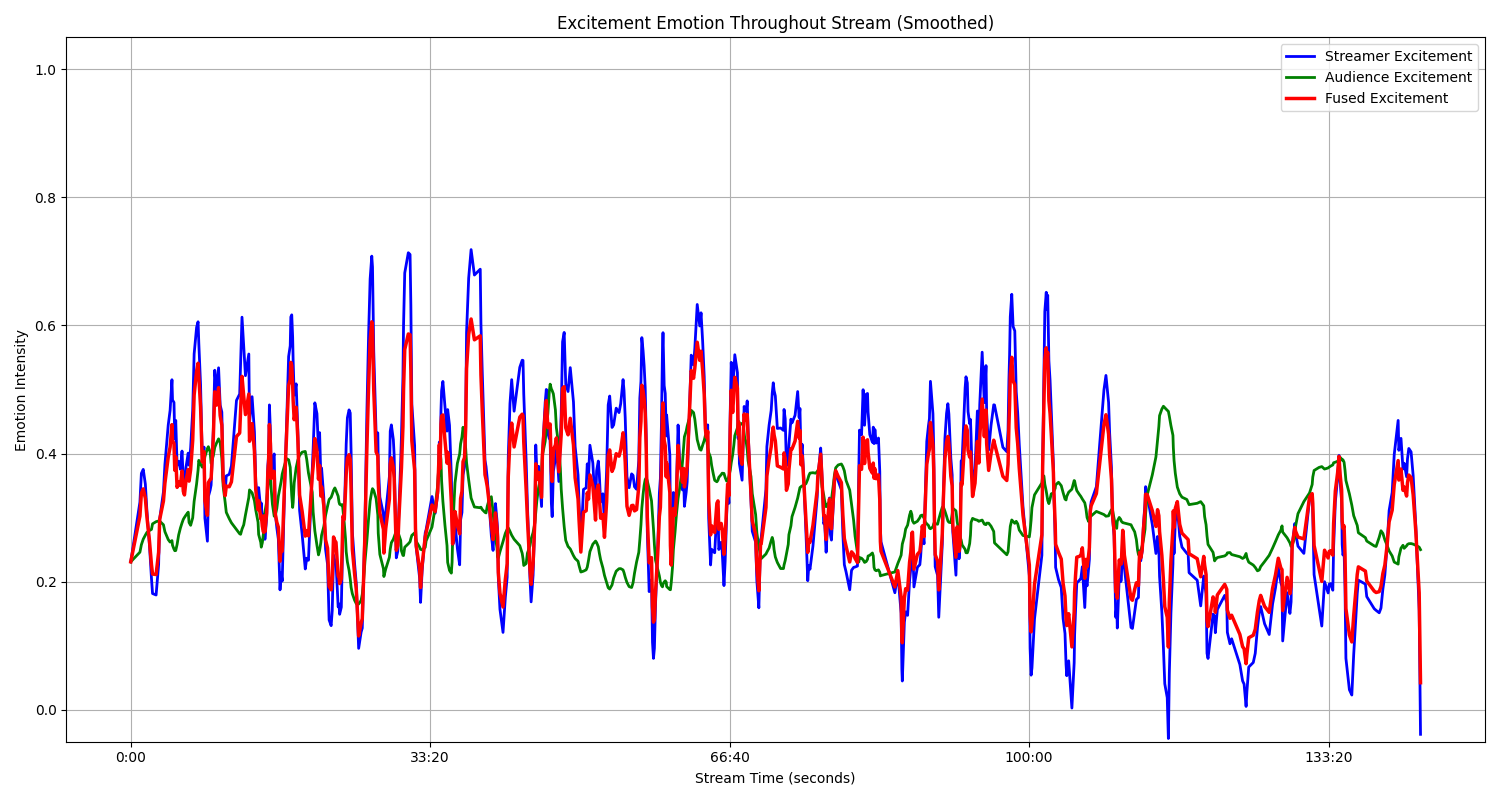 Excitement Emotion Throughout Stream (Smoothed)
Streamer Excitement
Audience Excitement
Fused Excitement
Emotion Intensity
1.0
0.8
0.6
0.4
0.2
0.0
0:00
33:20
66:40
100:00
133:20
Stream Time (seconds)